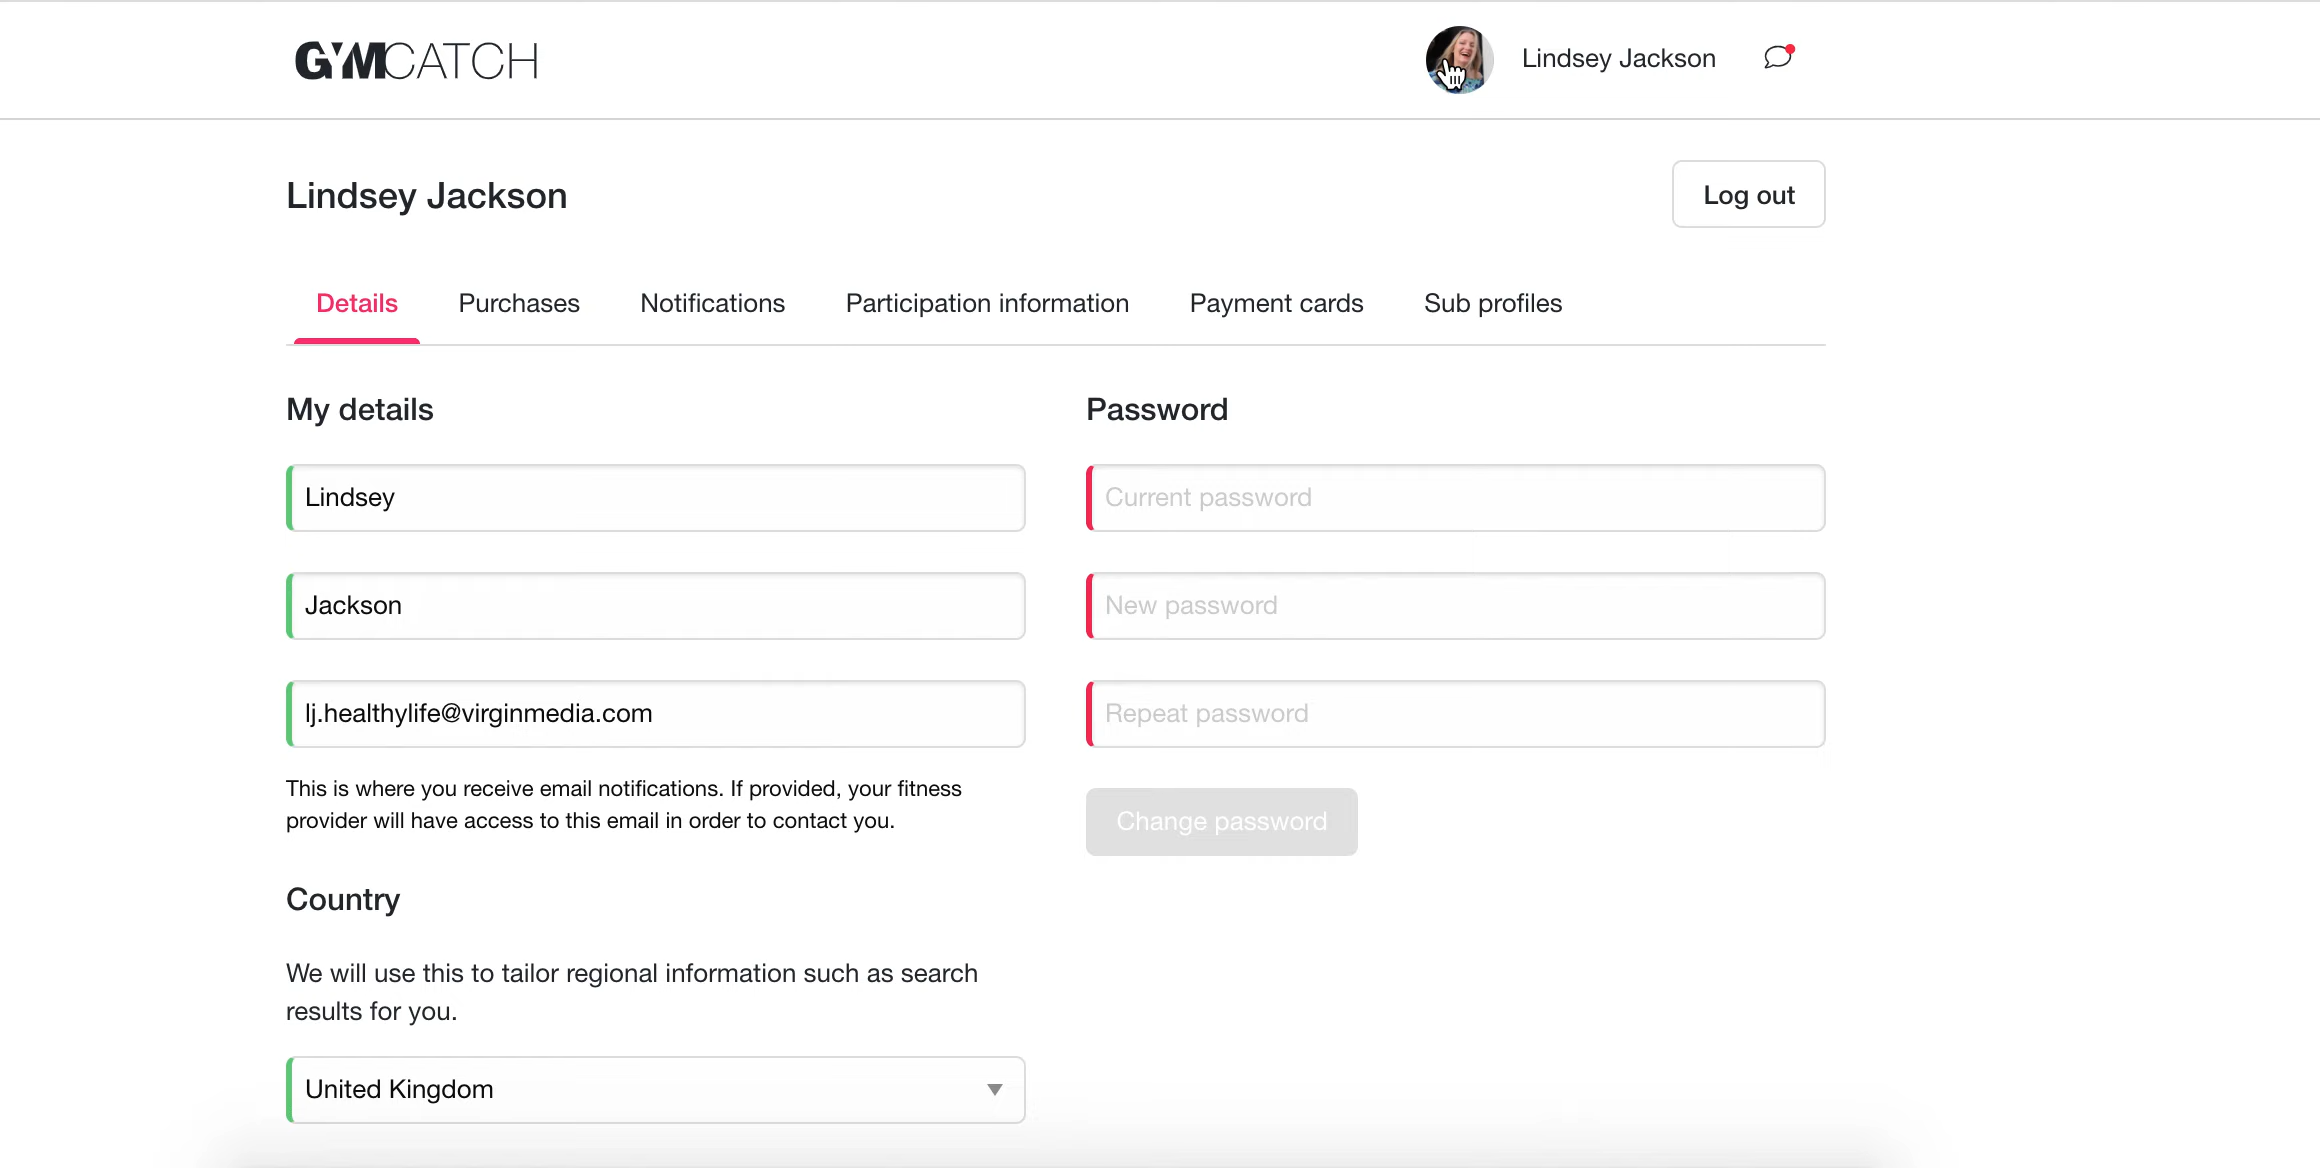 GYMCATCH
Lindsey Jackson
Lindsey Jackson
Log out
Details Purchases Notifications Participation information Payment cards Sub profiles
My details
Lindsey
Jackson
lj.healthylife@virginmedia.com
This is where you receive email notifications. If provided, your fitness
provider will have access to this email in order to contact you.
Country
We will use this to tailor regional information such as search
results for you.
United Kingdom
Password
Current password
New password
Repeat password
Change password